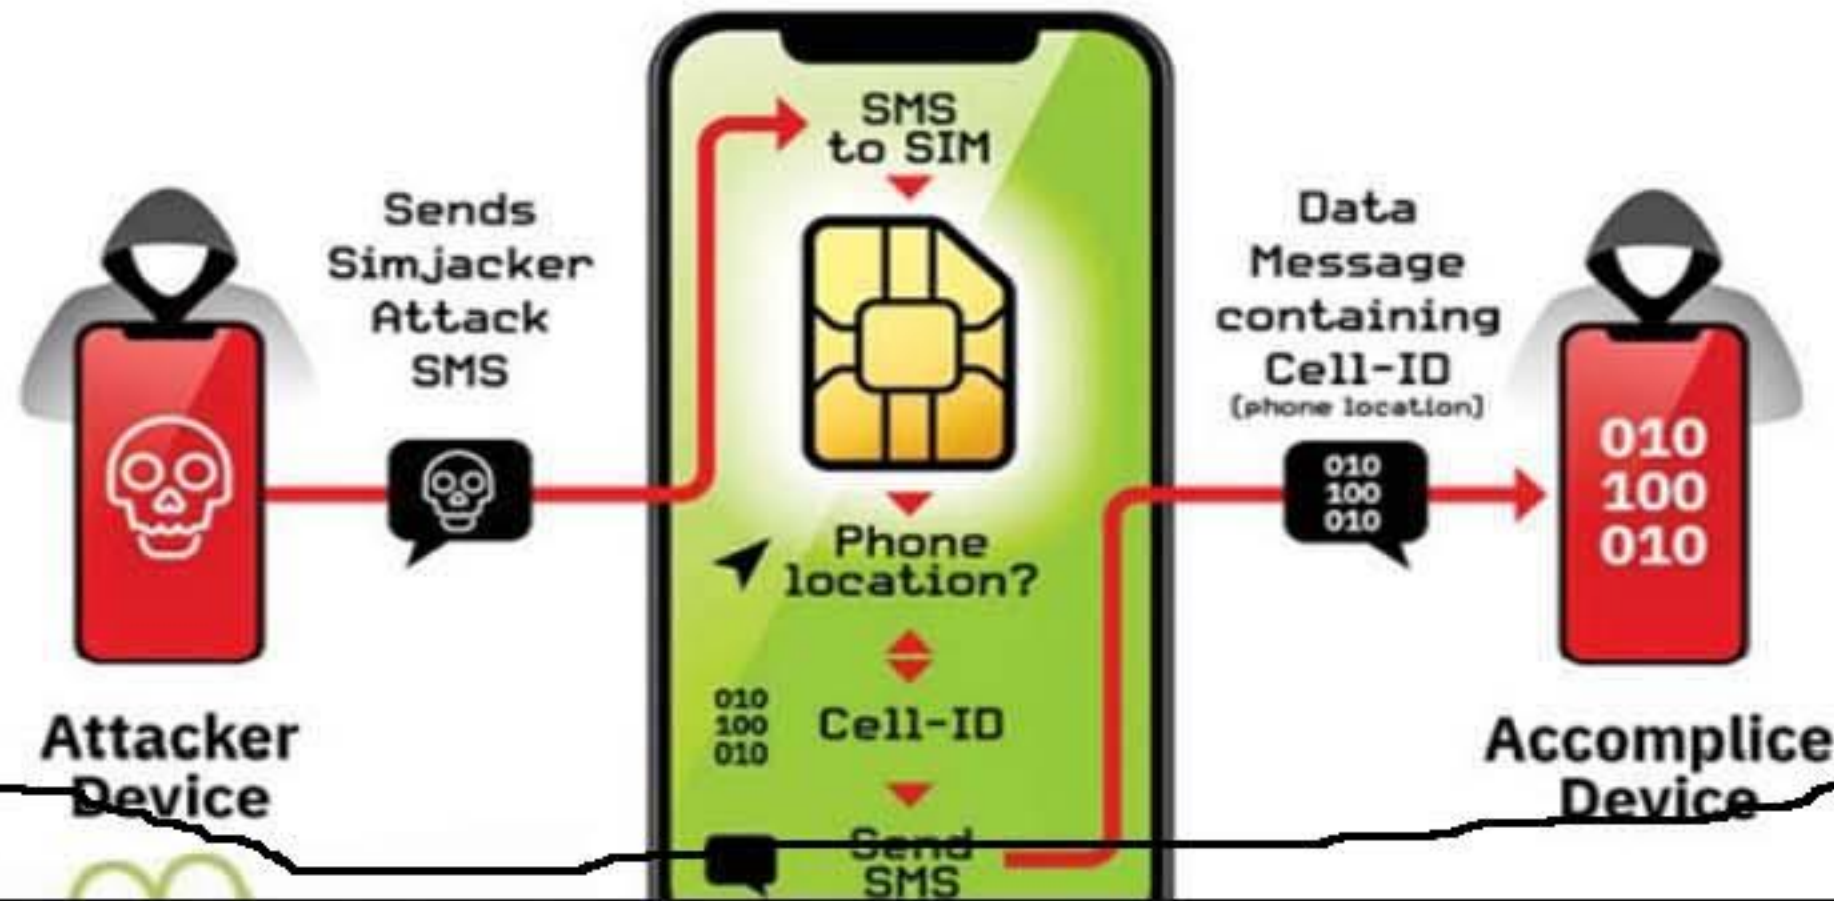 Sends
Simjacker
Attack
SMS
Attacker
Device
SMS
to SIM
Phone
location?
010
100
010
Cell-ID
Send
SMS
Data
Message
containing
Cell-ID
(phone location)
010
100
010
010
100
010
Accomplice
Device